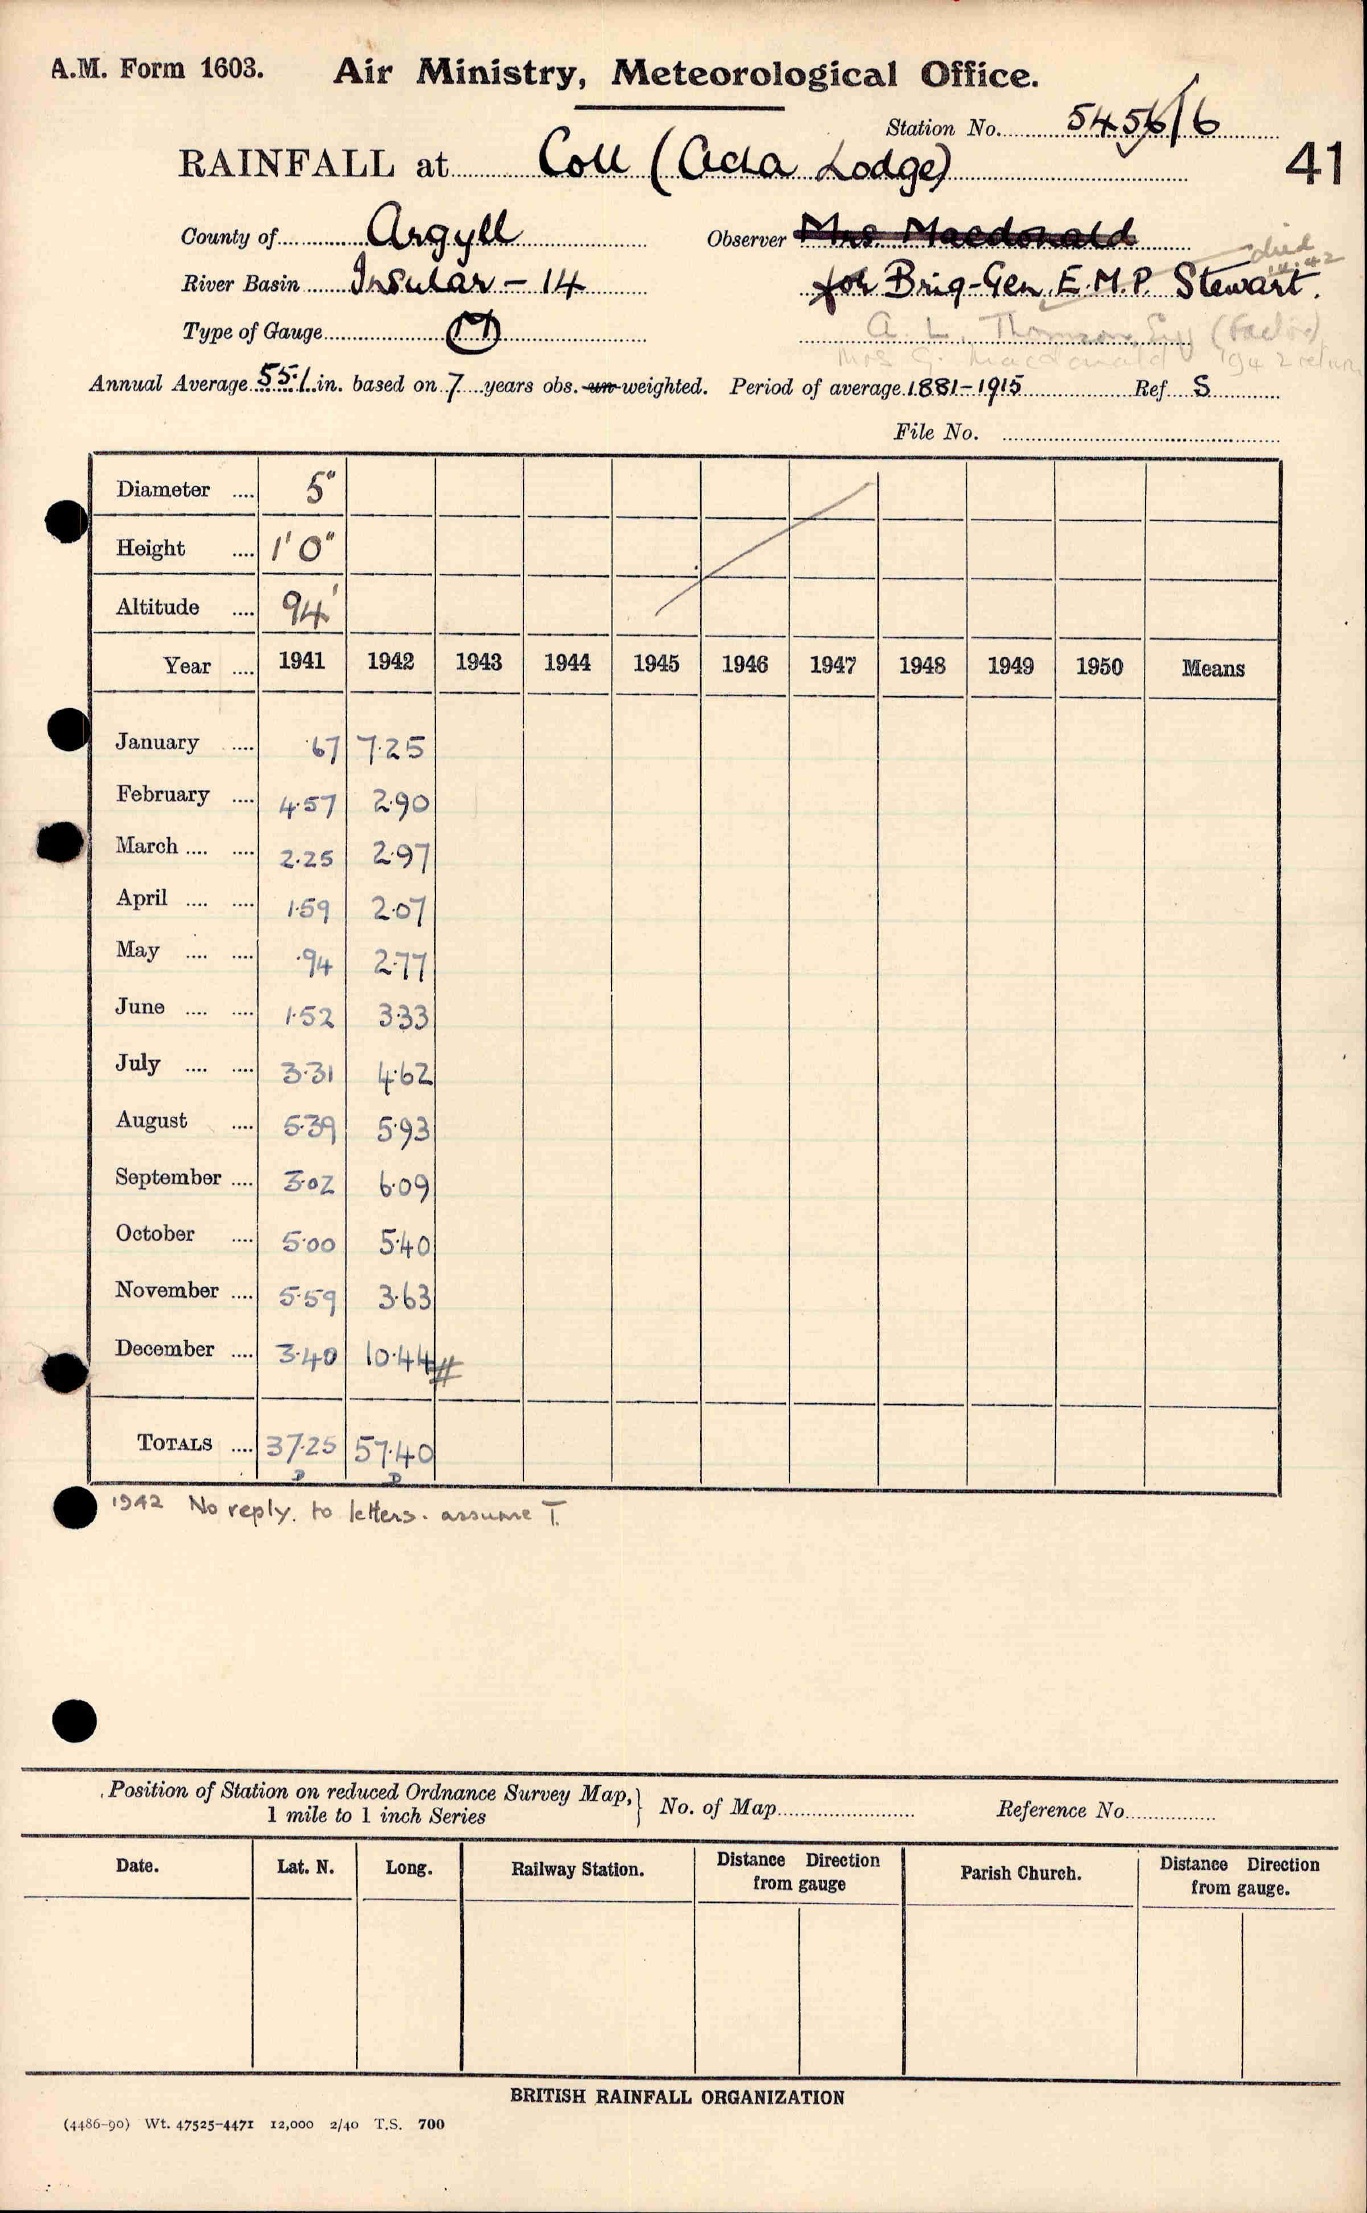 A.M. Form 1603. Air Ministry, Meteorological Office.
Station No. 5456/6
RAINFALL at Coll (Acha Lodge) 41
County of Argyll Observer Mrs. Macdonald
died
River Basin Insular - 14 for Brig-Gen E.M.P. Stewart.
Type of Gauge M A. L. Thomson, Esq (Factor)
Mrs G. Macdonald 1942 return
Annual Average 55.1 in. based on 7 years obs. un-weighted. Period of average 1881-1915 Ref S
File No.
Diameter .... 5"
Height .... 1' 0"
Altitude .... 94'
Year .... 1941 1942 1943 1944 1945 1946 1947 1948 1949 1950 Means
January .... .67 7.25
February .... 4.57 2.90
March .... .... 2.25 2.97
April .... .... 1.59 2.07
May .... .... .94 2.77
June .... .... 1.52 3.33
July .... .... 3.31 4.62
August .... 5.39 5.93
September .... 3.02 6.09
October .... 5.00 5.40
November .... 5.59 3.63
December .... 3.40 10.44 #
TOTALS .... 37.25 57.40
D D
1942 No reply. to letters. assume T.
Position of Station on reduced Ordnance Survey Map, } No. of Map Reference No.
1 mile to 1 inch Series
Date. Lat. N. Long. Railway Station. Distance Direction from gauge Parish Church. Distance Direction from gauge.
BRITISH RAINFALL ORGANIZATION
(4486-90) Wt. 47525-4471 12,000 2/40 T.S. 700